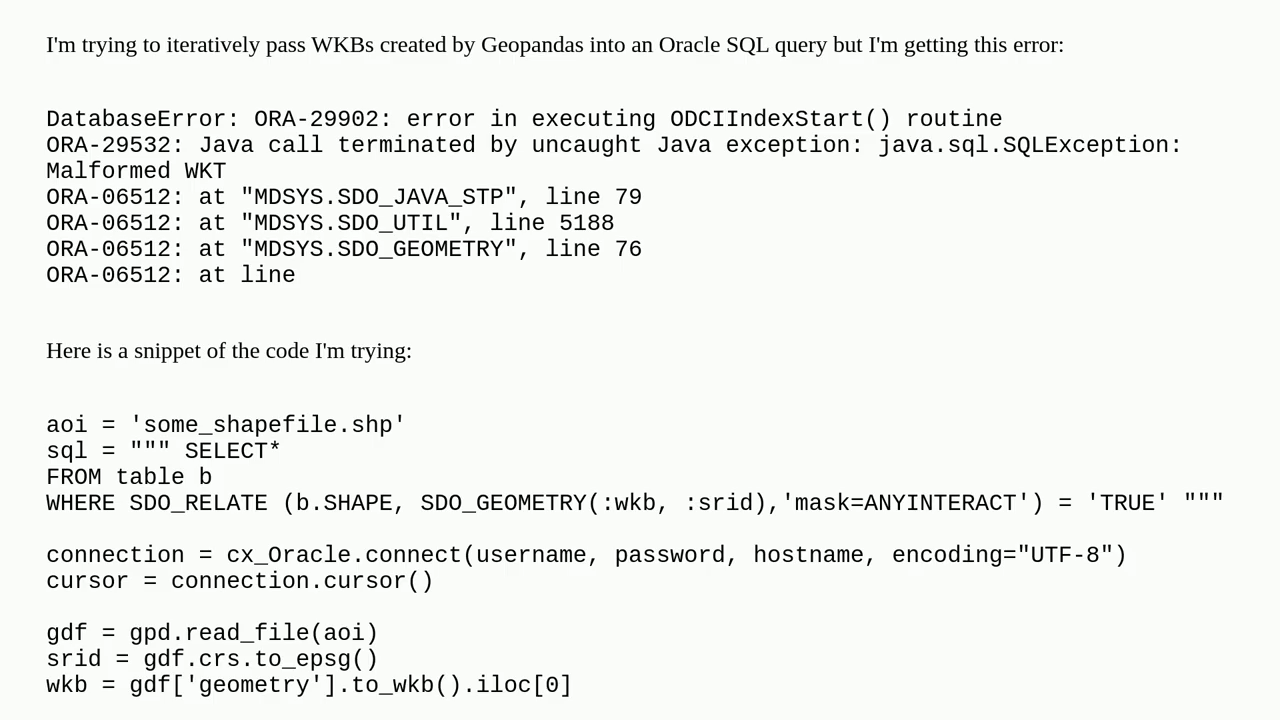 I'm trying to iteratively pass WKBs created by Geopandas into an Oracle SQL query but I'm getting this error:
DatabaseError: ORA-29902: error in executing ODCIIndexStart() routine
ORA-29532: Java call terminated by uncaught Java exception: java.sql.SQLException:
Malformed WKT
ORA-06512: at "MDSYS.SDO_JAVA_STP", line 79
ORA-06512: at "MDSYS.SDO_UTIL", line 5188
ORA-06512: at "MDSYS.SDO_GEOMETRY", line 76
ORA-06512: at line
Here is a snippet of the code I'm trying:
aoi = 'some_shapefile.shp'
sql = """ SELECT*
FROM table b
WHERE SDO_RELATE (b.SHAPE, SDO_GEOMETRY(:wkb, :srid),'mask=ANYINTERACT') = 'TRUE' """
connection = cx_Oracle.connect(username, password, hostname, encoding="UTF-8")
cursor = connection.cursor()
gdf = gpd.read_file(aoi)
srid = gdf.crs.to_epsg()
wkb = gdf['geometry'].to_wkb().iloc[0]